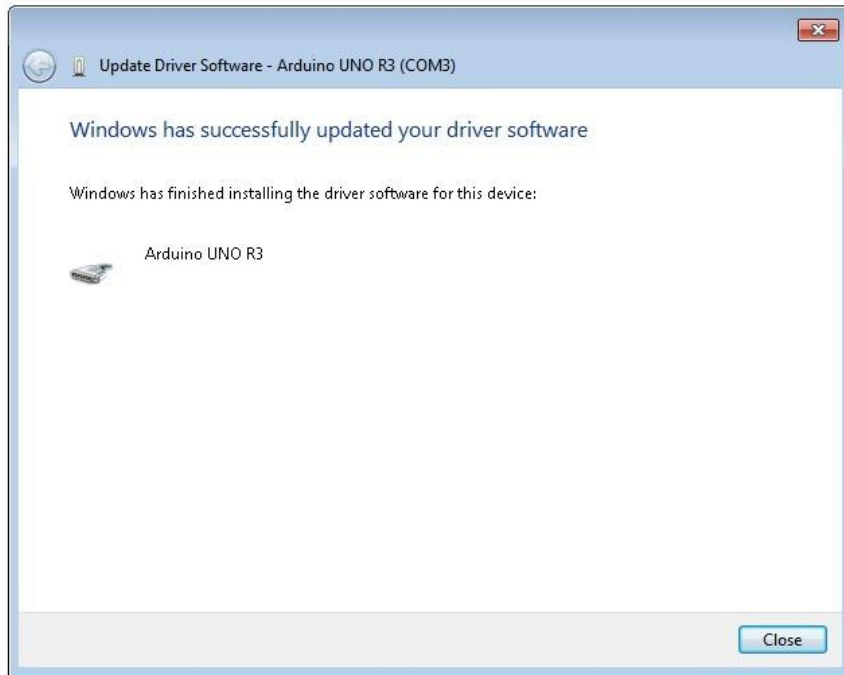 Update Driver Software - Arduino UNO R3 (COM3)
Windows has successfully updated your driver software
Windows has finished installing the driver software for this device:
Arduino UNO R3
Close